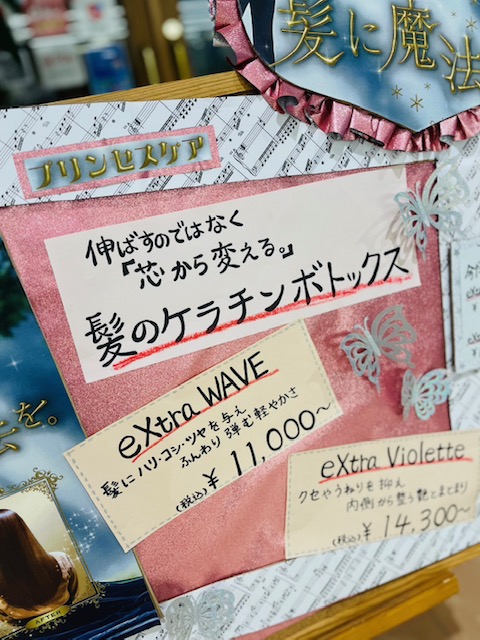 髪に魔法
プリンセスケア
伸ばすのではなく
『芯から変える。』
髪のケラチンボトックス
eXtra WAVE
髪にハリ・コシ・ツヤを与え
ふんわり弾む軽やかさ
(税込) ¥ 11,000~
eXtra Violette
クセやうねりを抑え
内側から整う艶とまとまり
(税込) ¥ 14,300~
を。
AFTER